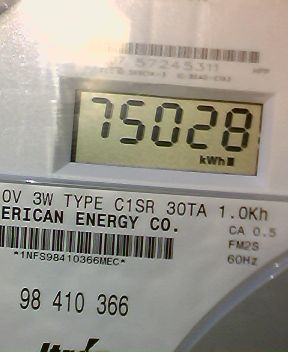 57245311
75028
kWh
0V 3W TYPE C1SR 30TA 1.0Kh
ERICAN ENERGY CO.
CA 0.5
FM2S
60Hz
*1NFS98410366MEC*
98 410 366